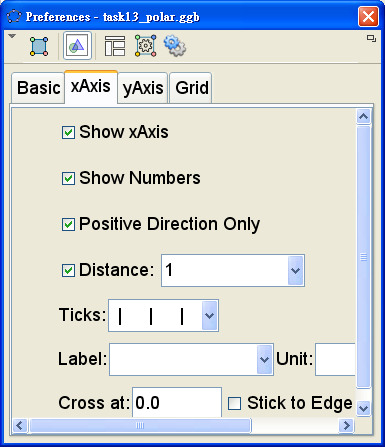 Preferences - task13_polar.ggb
Basic xAxis yAxis Grid
Show xAxis
Show Numbers
Positive Direction Only
Distance: 1
Ticks: | | |
Label: Unit:
Cross at: 0.0 Stick to Edge